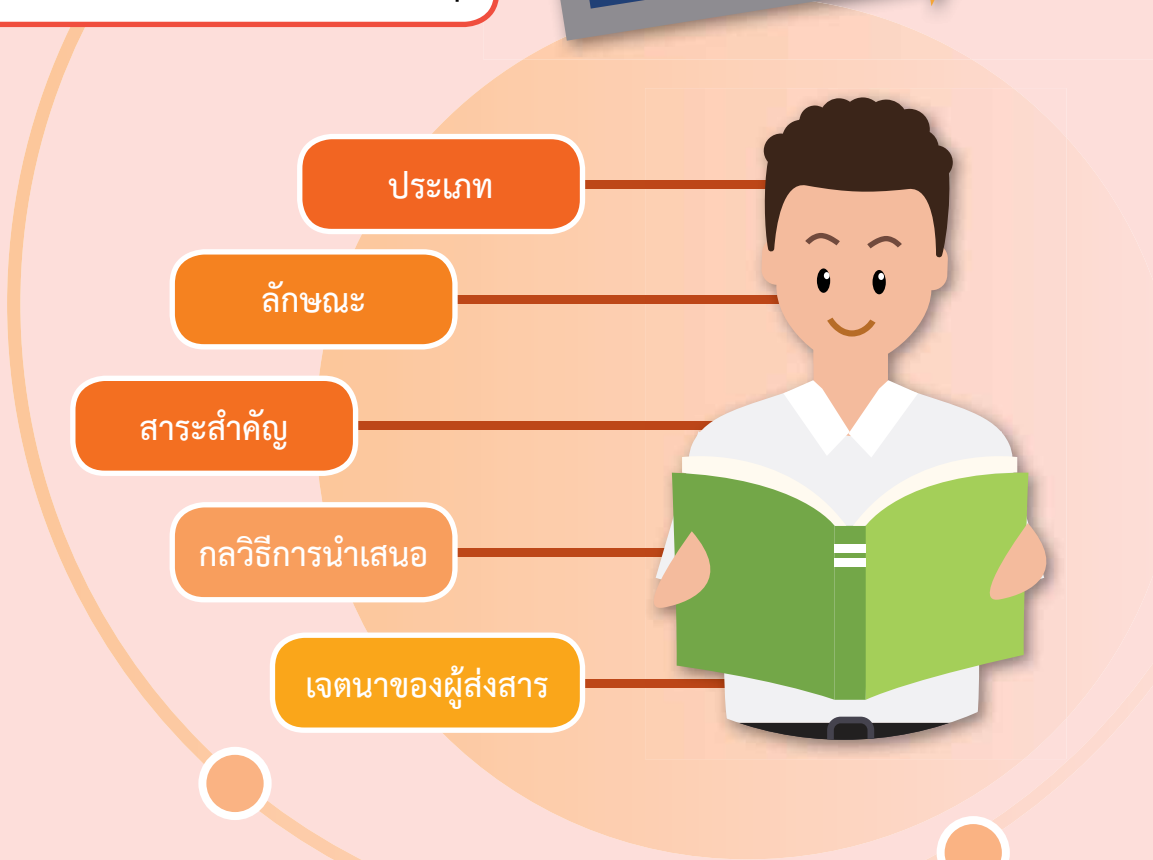 ประเภท
ลักษณะ
สาระสำคัญ
กลวิธีการนำเสนอ
เจตนาของผู้ส่งสาร